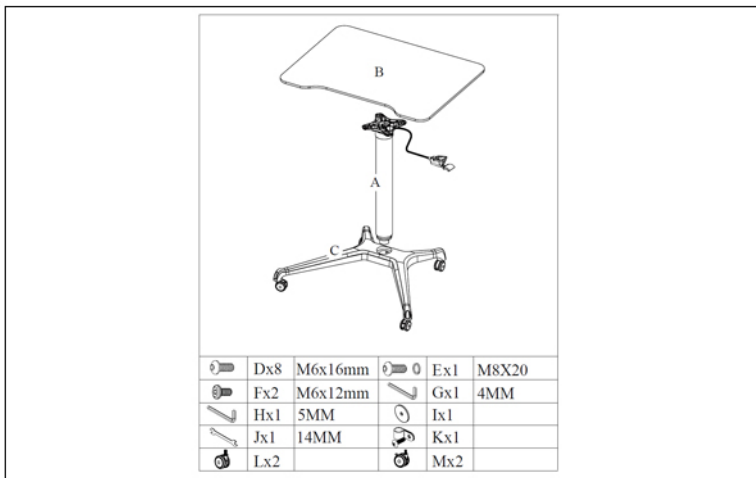 B
A
C
Dx8 M6x16mm Ex1 M8X20
Fx2 M6x12mm Gx1 4MM
Hx1 5MM Ix1
Jx1 14MM Kx1
Lx2 Mx2